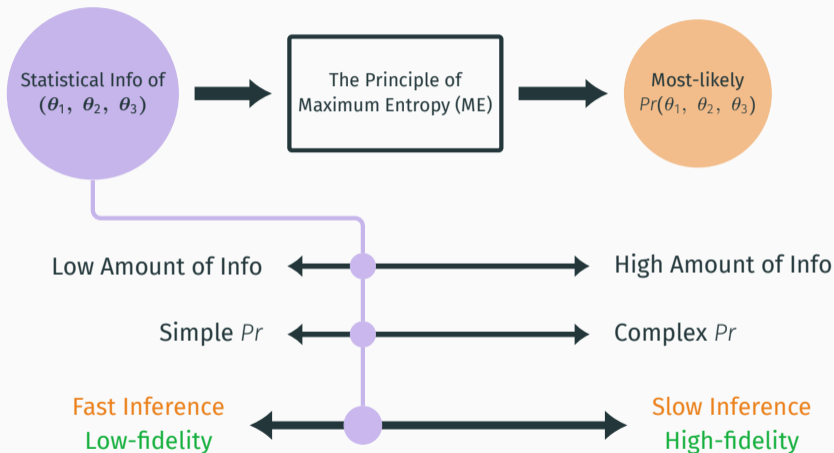 Statistical Info of
(θ₁, θ₂, θ₃)
The Principle of
Maximum Entropy (ME)
Most-likely
Pr(θ₁, θ₂, θ₃)
Low Amount of Info
High Amount of Info
Simple Pr
Complex Pr
Fast Inference
Low-fidelity
Slow Inference
High-fidelity